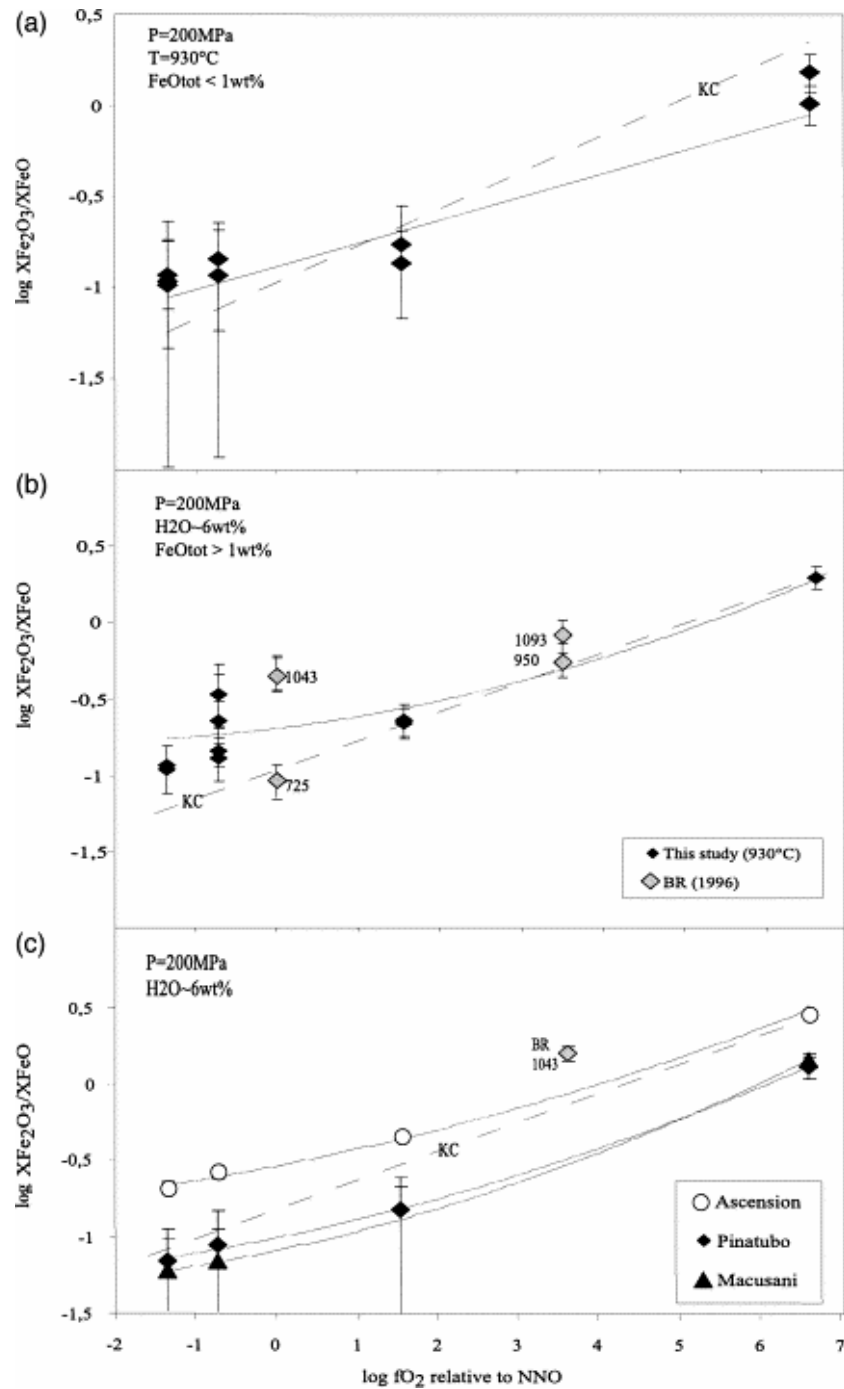 (a)
P=200MPa
T=930°C
FeOtot < 1wt%
KC
0,5
0
-0,5
-1
-1,5
log XFe2O3/XFeO
(b)
P=200MPa
H2O~6wt%
FeOtot > 1wt%
0,5
0
-0,5
-1
-1,5
log XFe2O3/XFeO
1043
725
1093
950
KC
This study (930°C)
BR (1996)
(c)
P=200MPa
H2O~6wt%
0,5
0
-0,5
-1
-1,5
log XFe2O3/XFeO
BR
1043
KC
Ascension
Pinatubo
Macusani
-2 -1 0 1 2 3 4 5 6 7
log fO2 relative to NNO